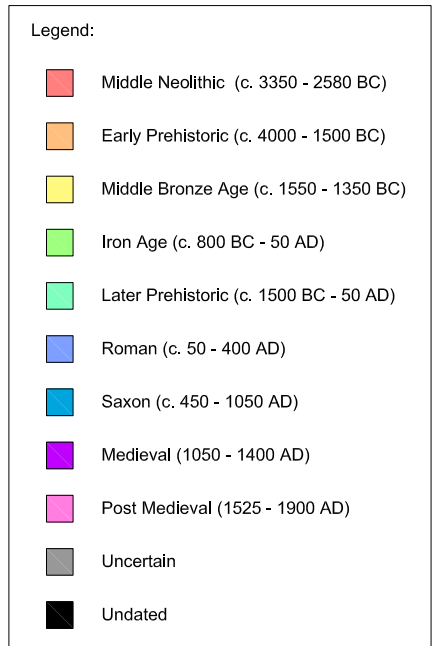 Legend:
Middle Neolithic (c. 3350 - 2580 BC)
Early Prehistoric (c. 4000 - 1500 BC)
Middle Bronze Age (c. 1550 - 1350 BC)
Iron Age (c. 800 BC - 50 AD)
Later Prehistoric (c. 1500 BC - 50 AD)
Roman (c. 50 - 400 AD)
Saxon (c. 450 - 1050 AD)
Medieval (1050 - 1400 AD)
Post Medieval (1525 - 1900 AD)
Uncertain
Undated